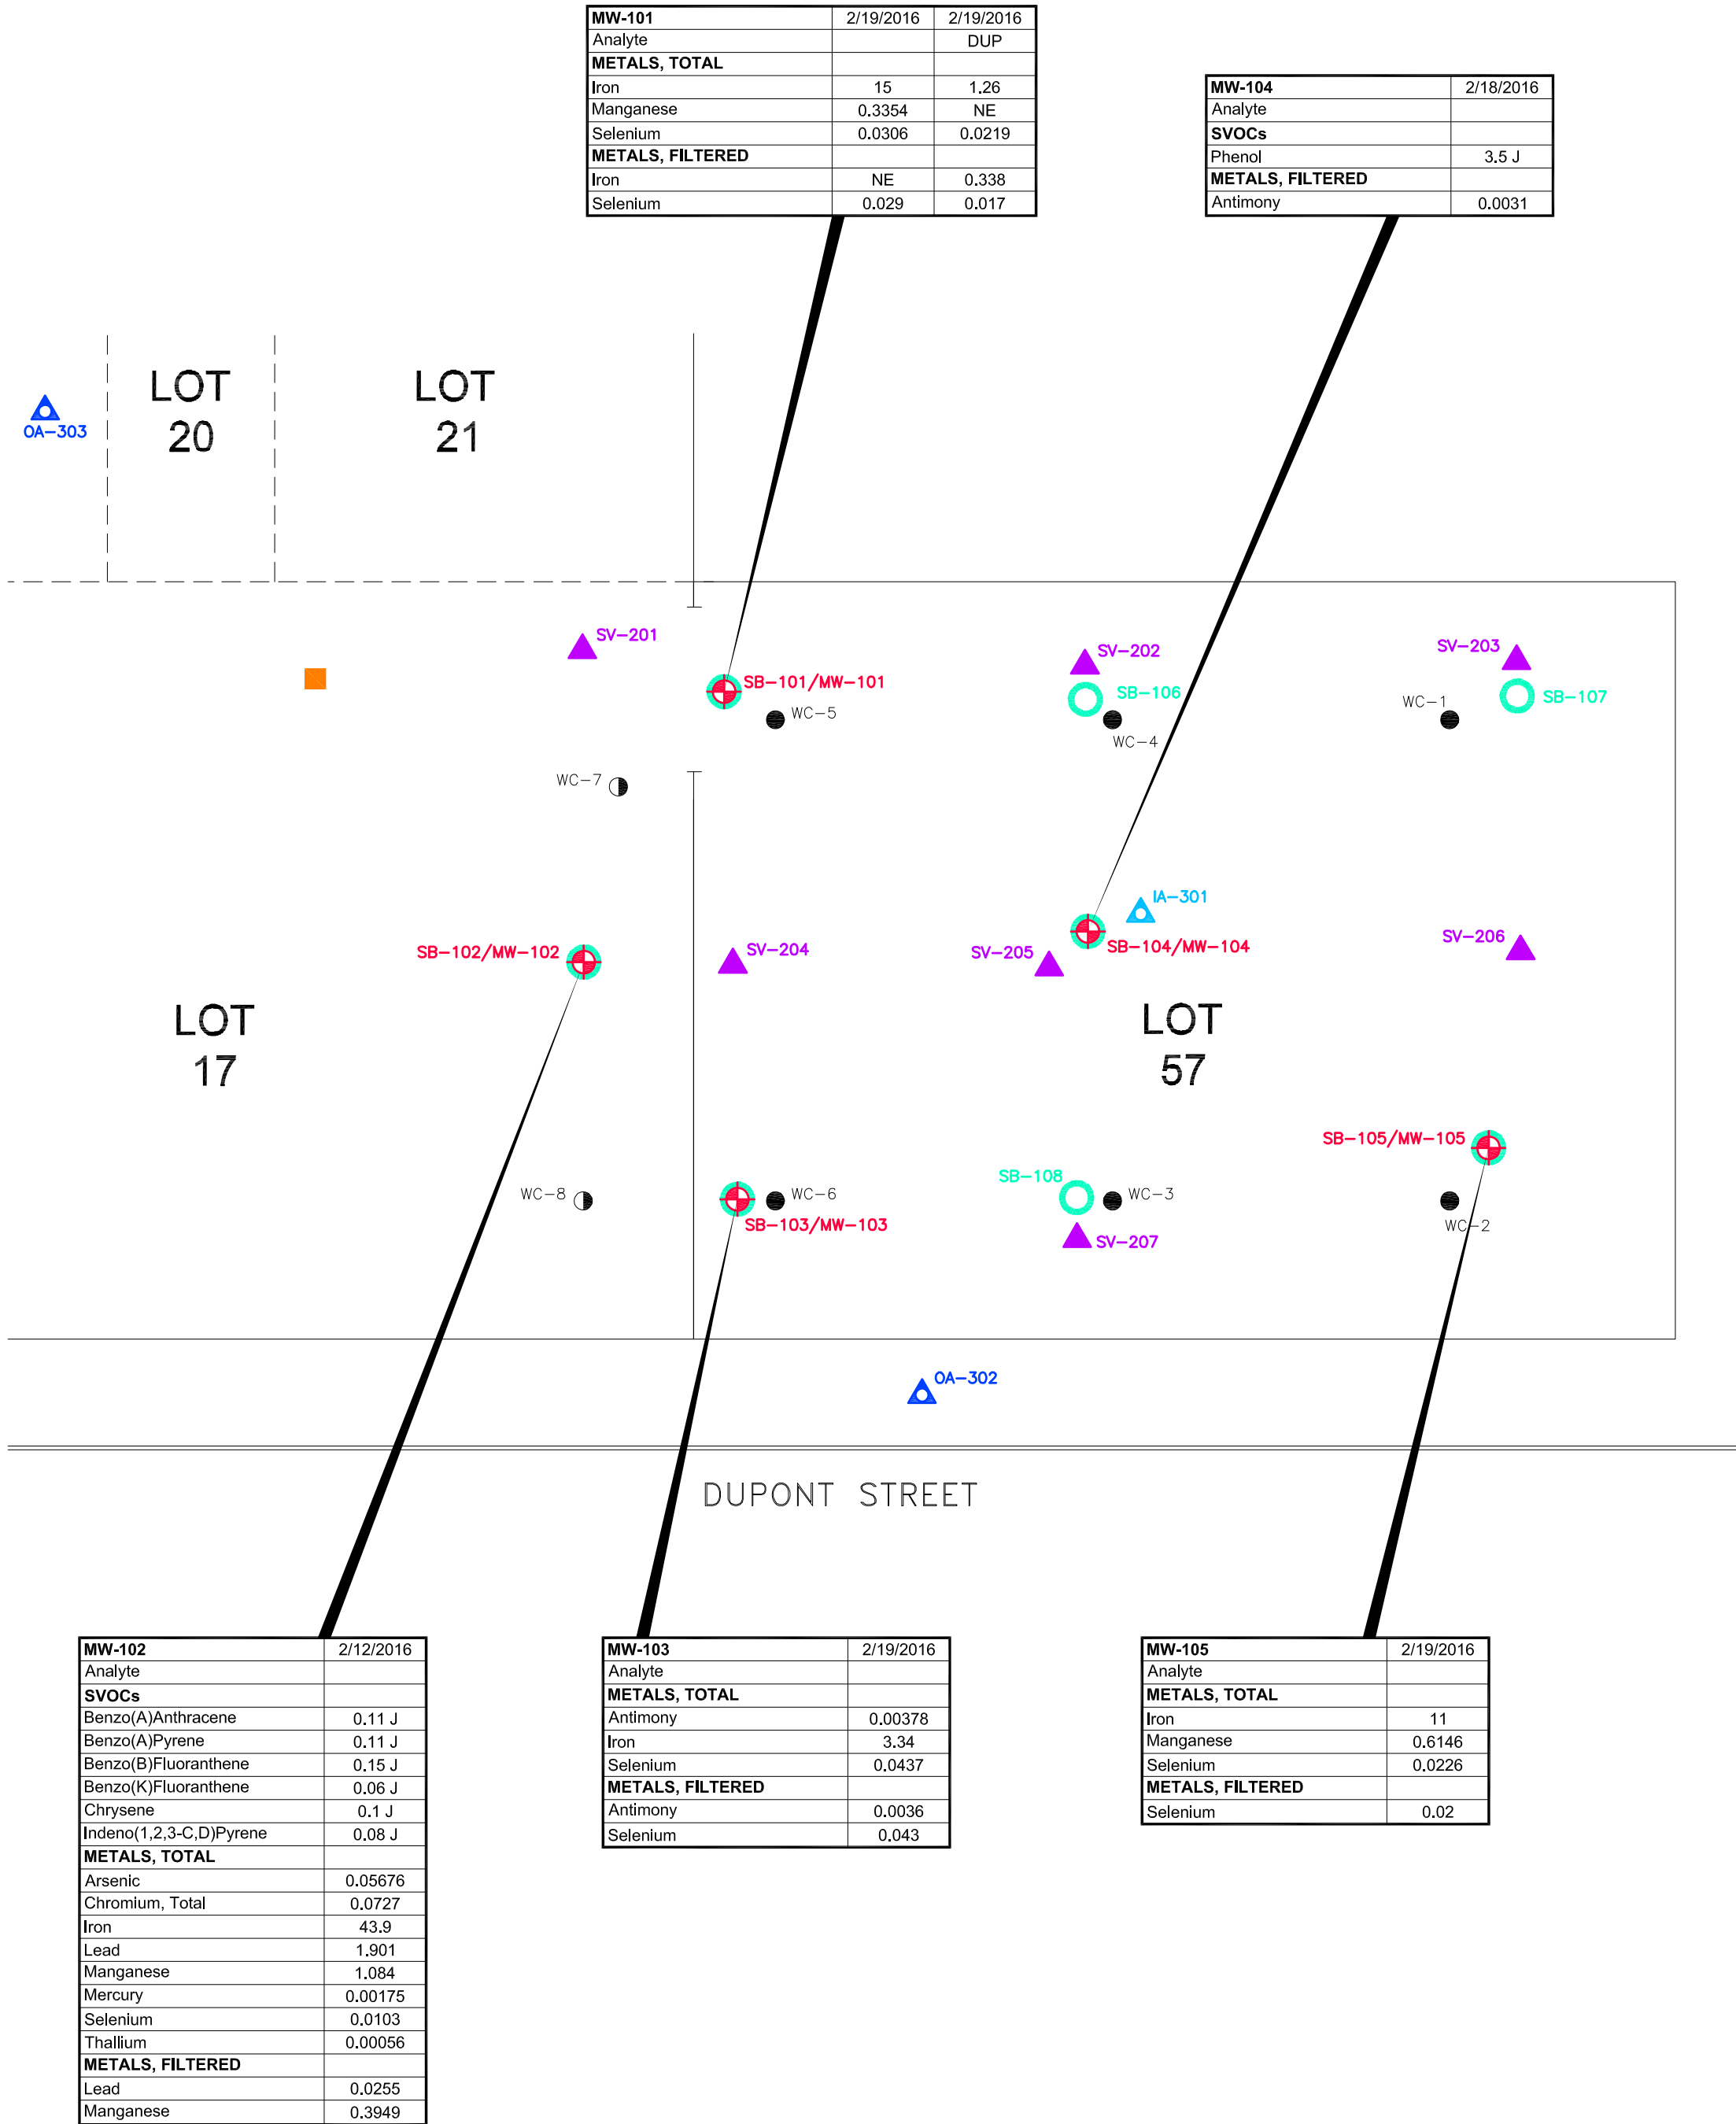 MW-101 2/19/2016 2/19/2016
Analyte DUP
METALS, TOTAL
Iron 15 1.26
Manganese 0.3354 NE
Selenium 0.0306 0.0219
METALS, FILTERED
Iron NE 0.338
Selenium 0.029 0.017
MW-104 2/18/2016
Analyte
SVOCs
Phenol 3.5 J
METALS, FILTERED
Antimony 0.0031
OA-303
LOT
20
LOT
21
SV-201
SV-202
SV-203
SB-101/MW-101
SB-106
SB-107
WC-5
WC-4
WC-1
WC-7
IA-301
SB-102/MW-102
SV-204
SV-205
SB-104/MW-104
SV-206
LOT
17
LOT
57
SB-105/MW-105
SB-108
WC-8
WC-6
WC-3
WC-2
SB-103/MW-103
SV-207
OA-302
DUPONT STREET
MW-102 2/12/2016
Analyte
SVOCs
Benzo(A)Anthracene 0.11 J
Benzo(A)Pyrene 0.11 J
Benzo(B)Fluoranthene 0.15 J
Benzo(K)Fluoranthene 0.06 J
Chrysene 0.1 J
Indeno(1,2,3-C,D)Pyrene 0.08 J
METALS, TOTAL
Arsenic 0.05676
Chromium, Total 0.0727
Iron 43.9
Lead 1.901
Manganese 1.084
Mercury 0.00175
Selenium 0.0103
Thallium 0.00056
METALS, FILTERED
Lead 0.0255
Manganese 0.3949
MW-103 2/19/2016
Analyte
METALS, TOTAL
Antimony 0.00378
Iron 3.34
Selenium 0.0437
METALS, FILTERED
Antimony 0.0036
Selenium 0.043
MW-105 2/19/2016
Analyte
METALS, TOTAL
Iron 11
Manganese 0.6146
Selenium 0.0226
METALS, FILTERED
Selenium 0.02